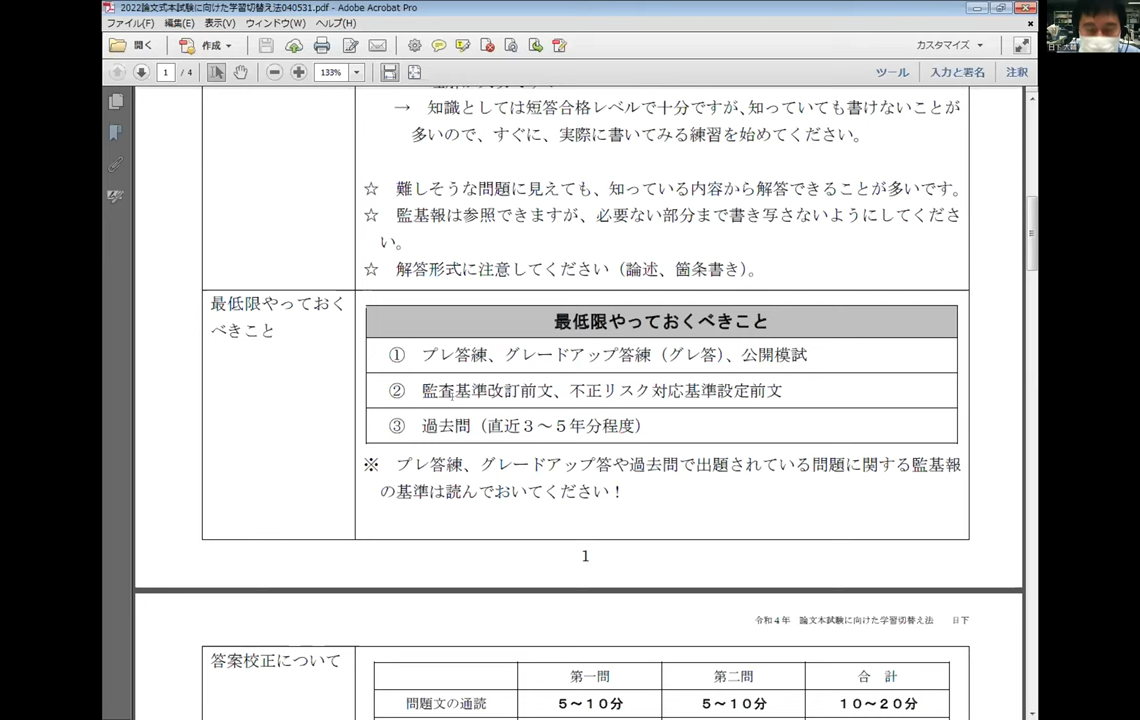 2022論文式本試験に向けた学習切替え法040531.pdf - Adobe Acrobat Pro
ファイル(F) 編集(E) 表示(V) ウィンドウ(W) ヘルプ(H)
開く 作成 カスタマイズ
1 / 4 133% ツール 入力と署名 注釈
日下 大輔
→ 知識としては短答合格レベルで十分ですが、知っていても書けないことが
多いので、すぐに、実際に書いてみる練習を始めてください。
☆ 難しそうな問題に見えても、知っている内容から解答できることが多いです。
☆ 監基報は参照できますが、必要ない部分まで書き写さないようにしてくださ
い。
☆ 解答形式に注意してください（論述、箇条書き）。
最低限やっておく
べきこと
最低限やっておくべきこと
① プレ答練、グレードアップ答練（グレ答）、公開模試
② 監査基準改訂前文、不正リスク対応基準設定前文
③ 過去問（直近３～５年分程度）
※ プレ答練、グレードアップ答や過去問で出題されている問題に関する監基報
の基準は読んでおいてください！
1
令和４年 論文本試験に向けた学習切替え法 日下
答案校正について
第一問 第二問 合 計
問題文の通読 ５～１０分 ５～１０分 １０～２０分